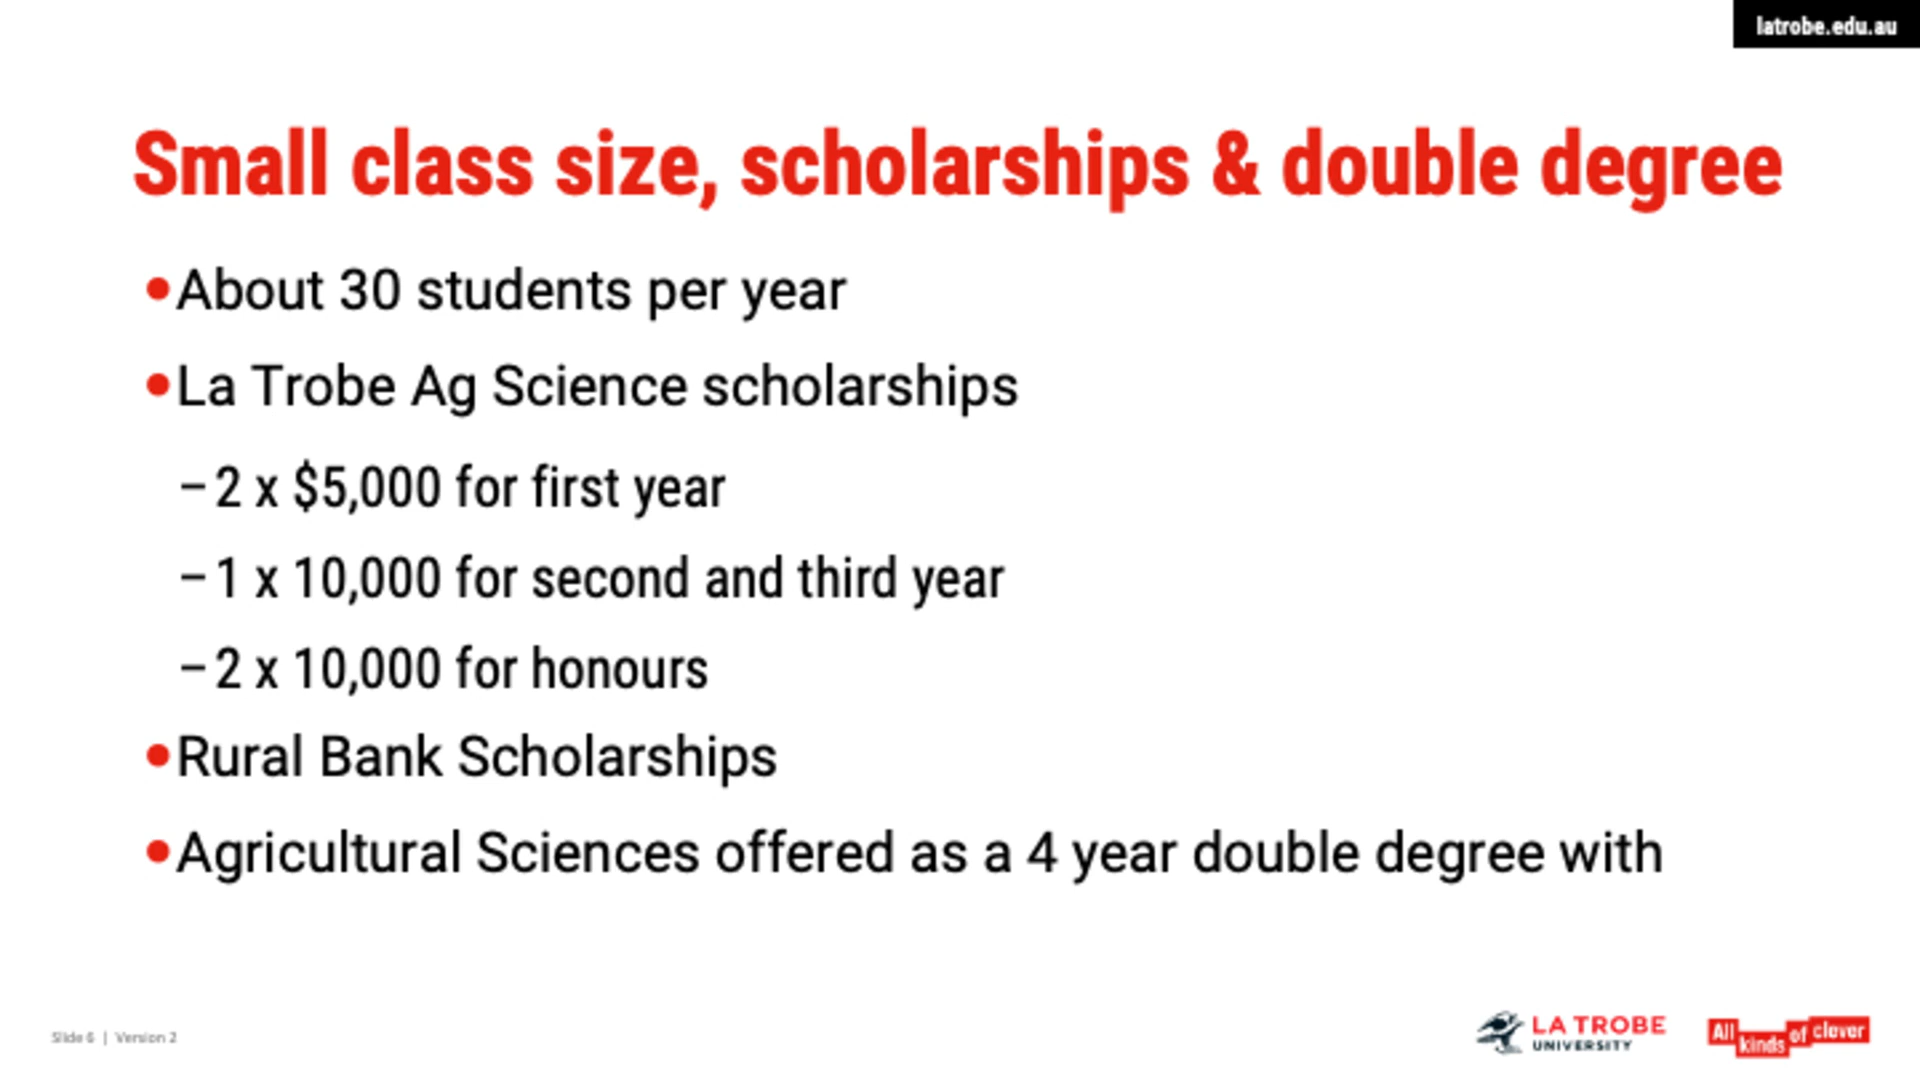 latrobe.edu.au
Small class size, scholarships & double degree
•About 30 students per year
•La Trobe Ag Science scholarships
–2 x $5,000 for first year
–1 x 10,000 for second and third year
–2 x 10,000 for honours
•Rural Bank Scholarships
•Agricultural Sciences offered as a 4 year double degree with
Slide 6 | Version 2
LA TROBE
UNIVERSITY
All kinds of clever